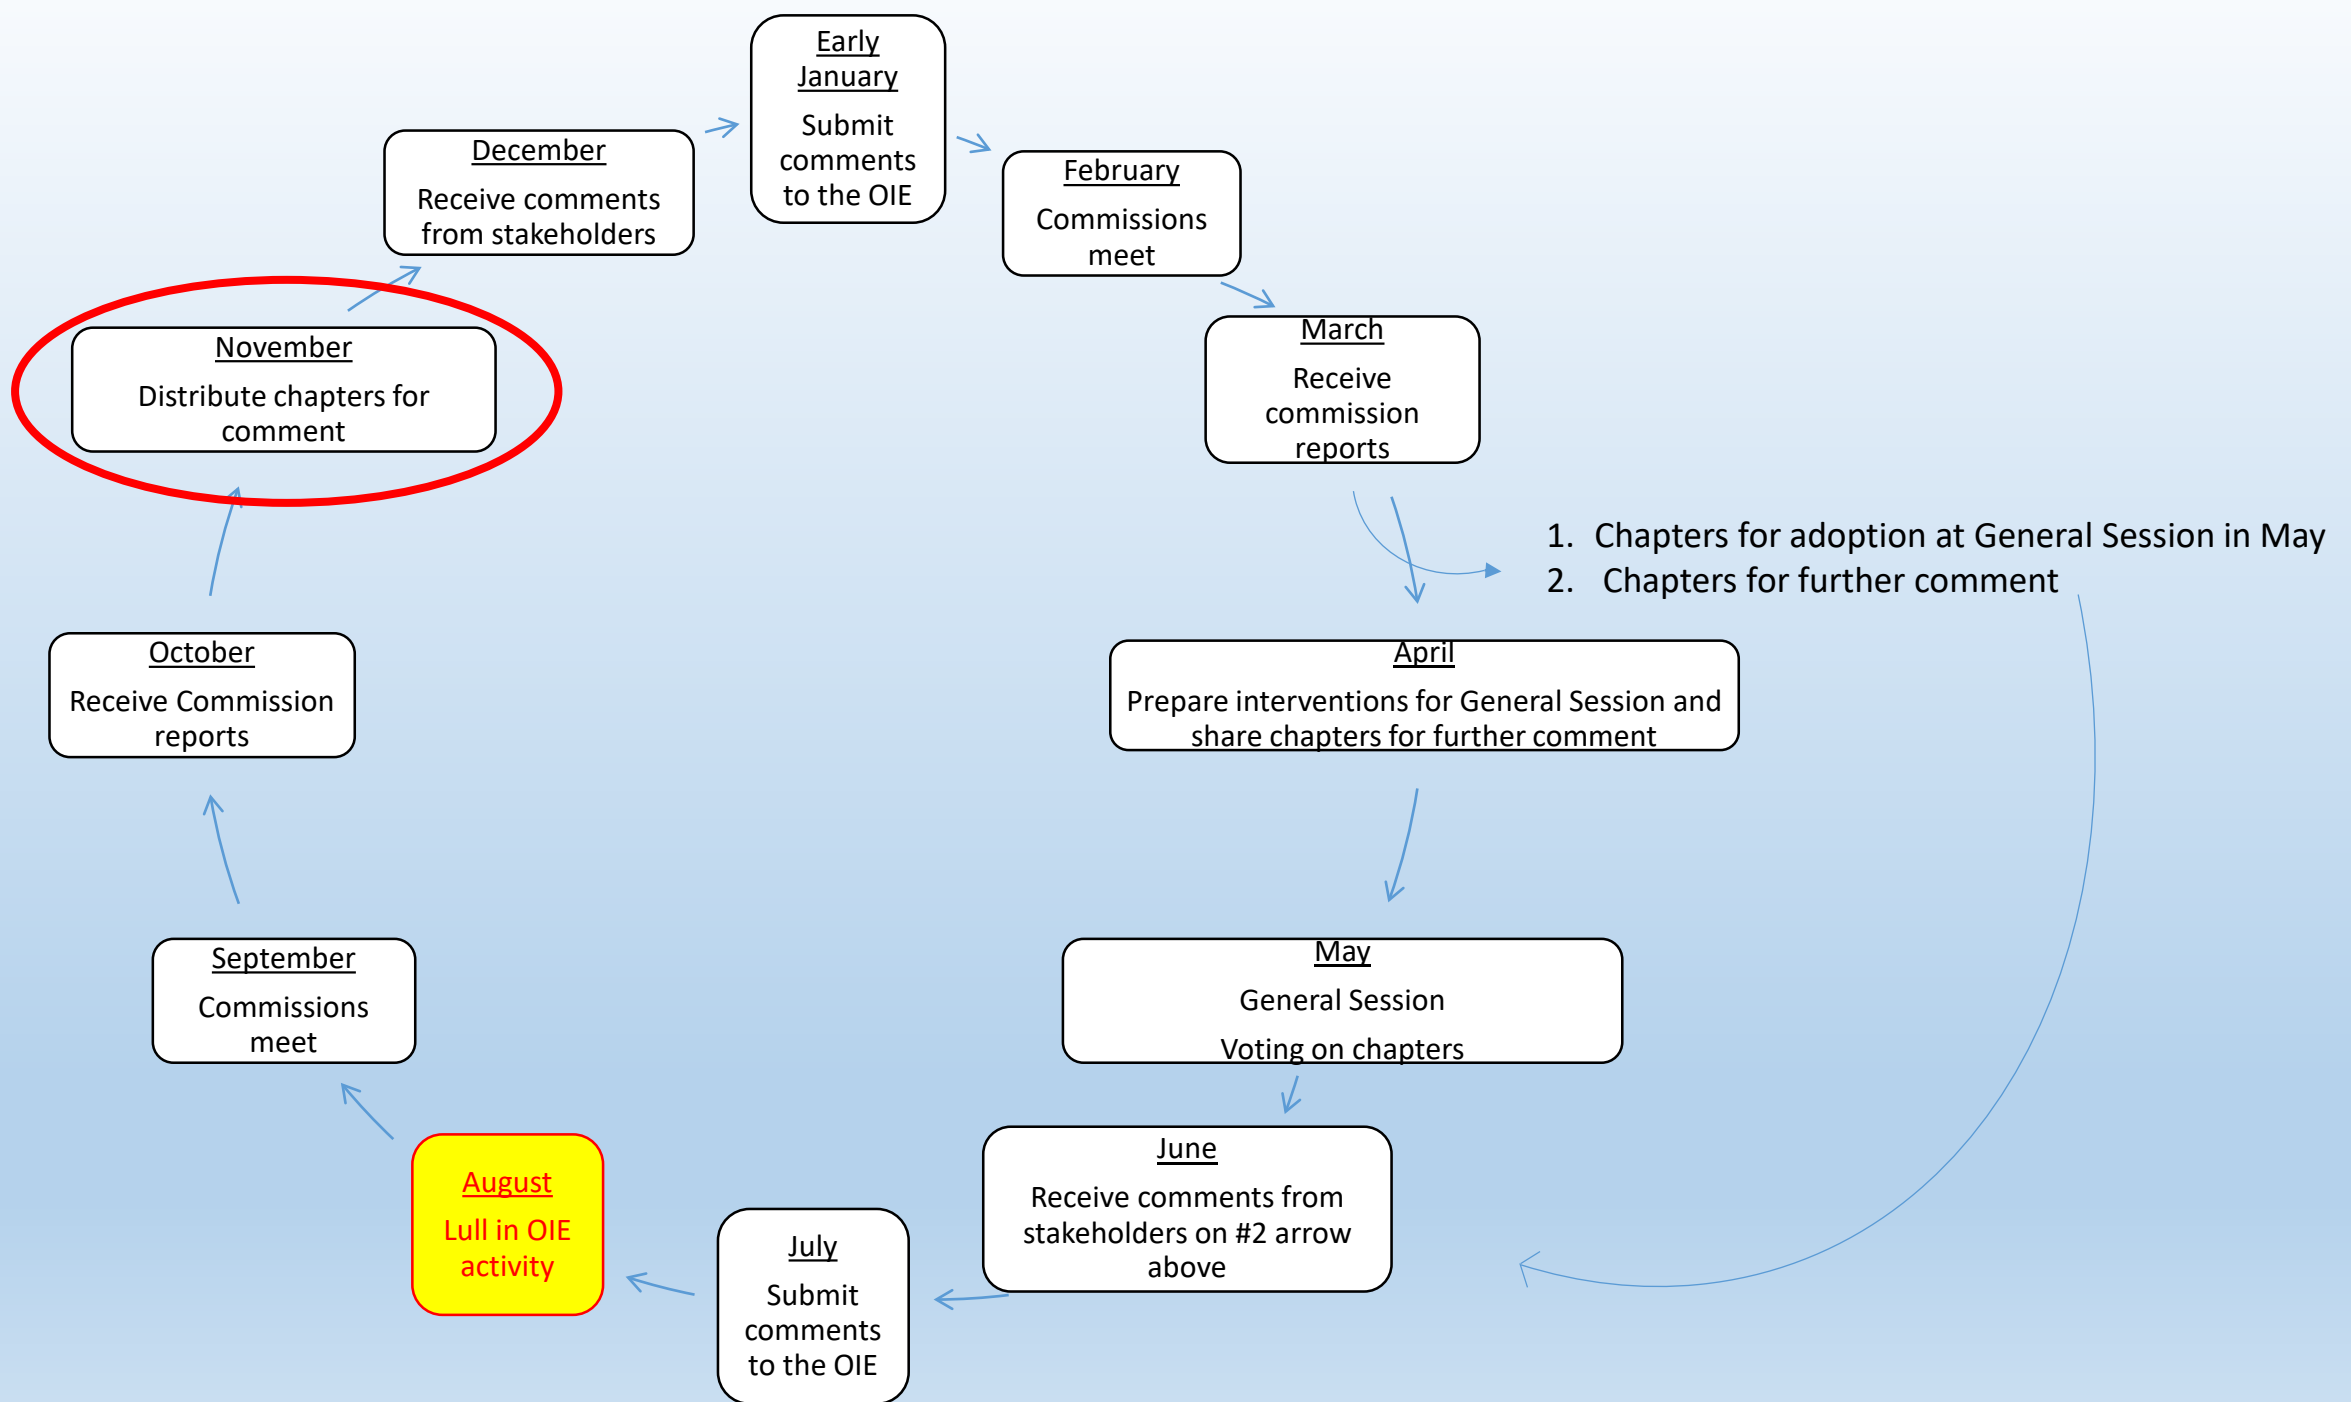 Early
January
Submit
comments
to the OIE
February
Commissions
meet
March
Receive
commission
reports
1. Chapters for adoption at General Session in May
2. Chapters for further comment
April
Prepare interventions for General Session and
share chapters for further comment
May
General Session
Voting on chapters
June
Receive comments from
stakeholders on #2 arrow
above
July
Submit
comments
to the OIE
August
Lull in OIE
activity
September
Commissions
meet
October
Receive Commission
reports
November
Distribute chapters for
comment
December
Receive comments
from stakeholders